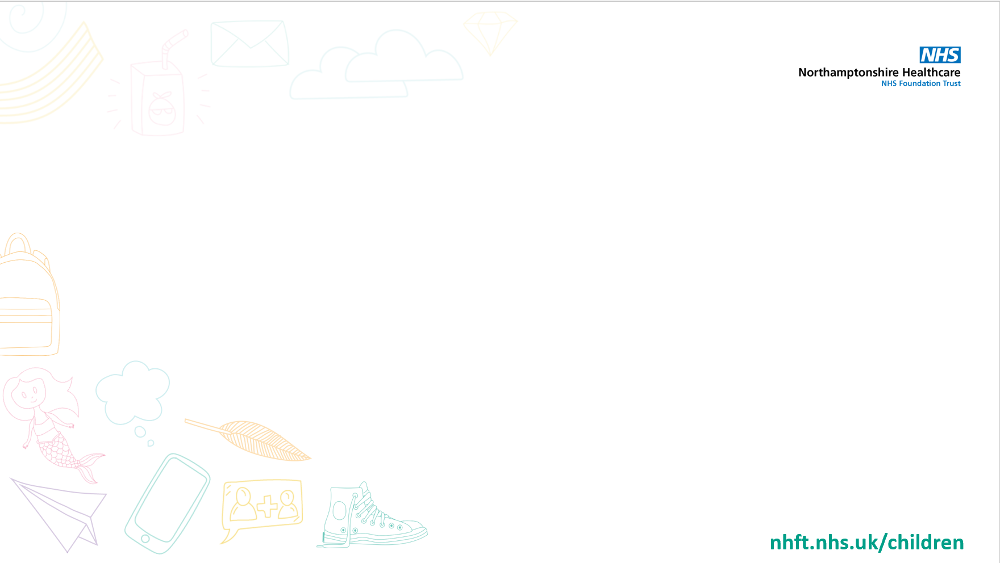 NHS
Northamptonshire Healthcare
NHS Foundation Trust
nhft.nhs.uk/children